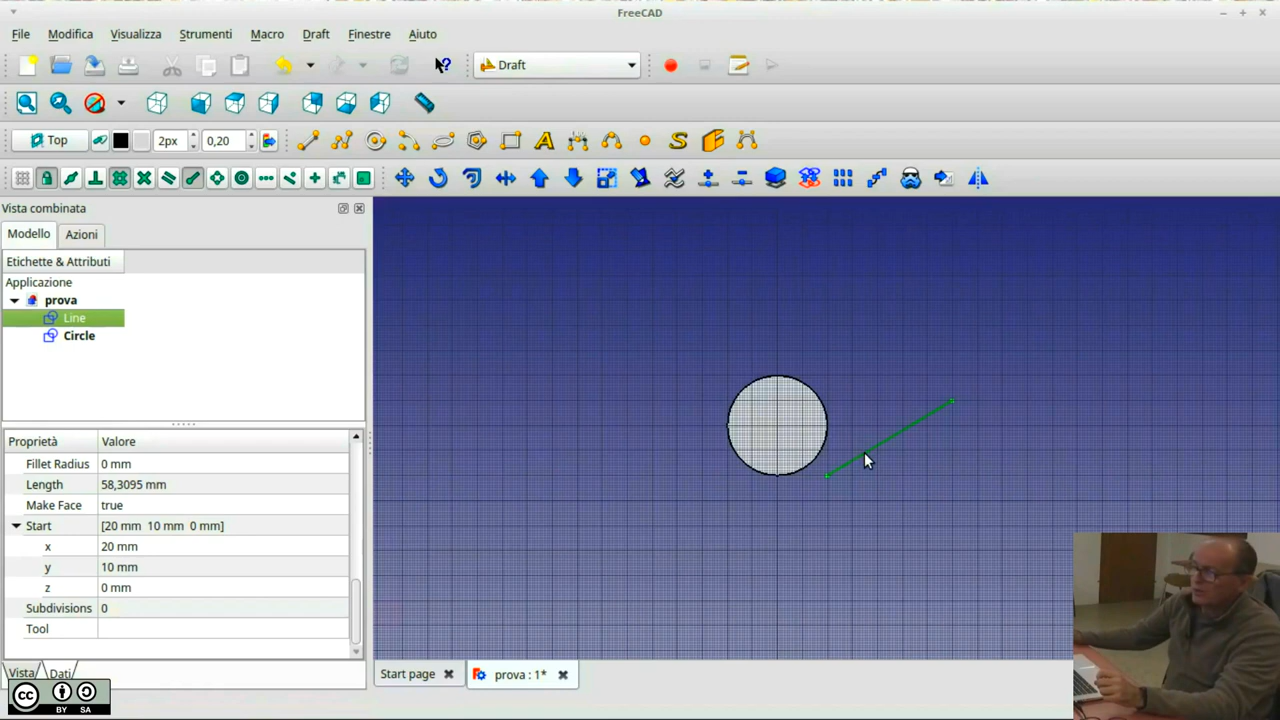 FreeCAD
File Modifica Visualizza Strumenti Macro Draft Finestre Aiuto
Draft
Top 2px 0,20
Vista combinata
Modello Azioni
Etichette & Attributi
Applicazione
prova
Line
Circle
Proprietà Valore
Fillet Radius 0 mm
Length 58,3095 mm
Make Face true
Start [20 mm 10 mm 0 mm]
x 20 mm
y 10 mm
z 0 mm
Subdivisions 0
Tool
Vista Dati
Start page prova : 1*
cc BY SA